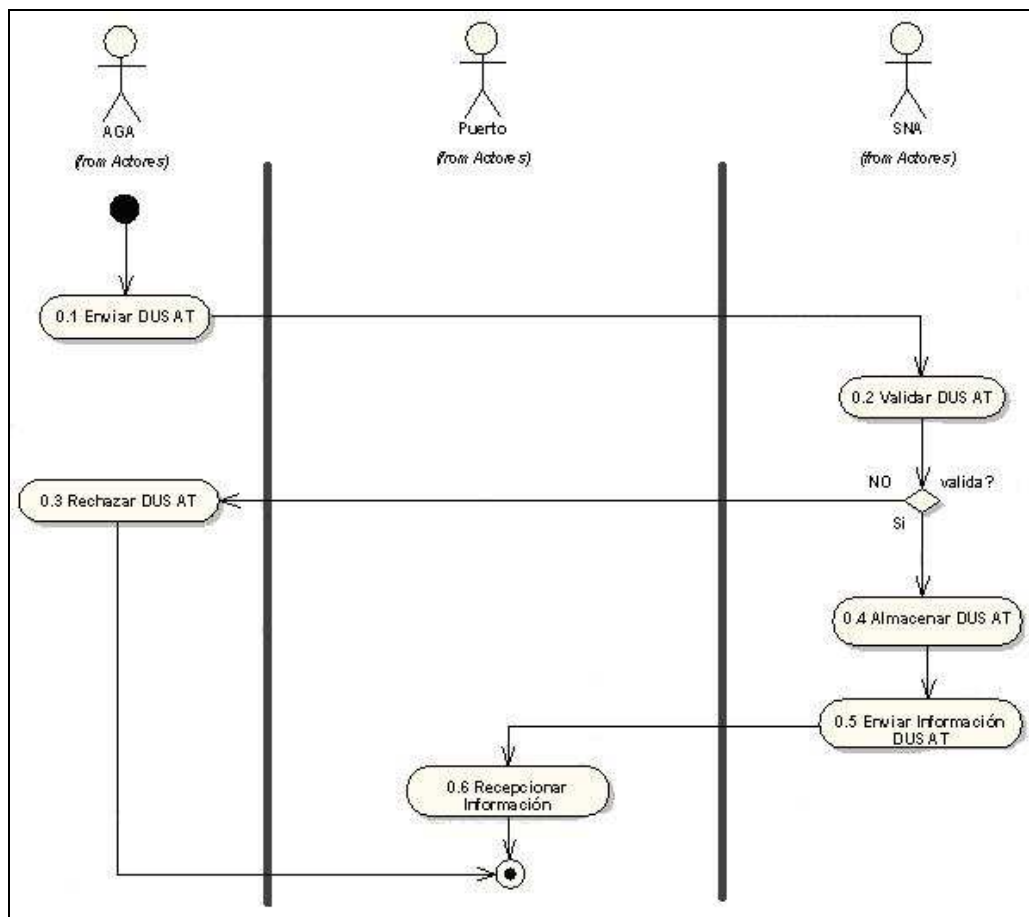 AGA
(from Actores)
Puerto
(from Actores)
SNA
(from Actores)
0.1 Enviar DUS AT
0.2 Validar DUS AT
0.3 Rechazar DUS AT
NO
valida?
Si
0.4 Almacenar DUS AT
0.5 Enviar Información
DUS AT
0.6 Recepcionar
Información